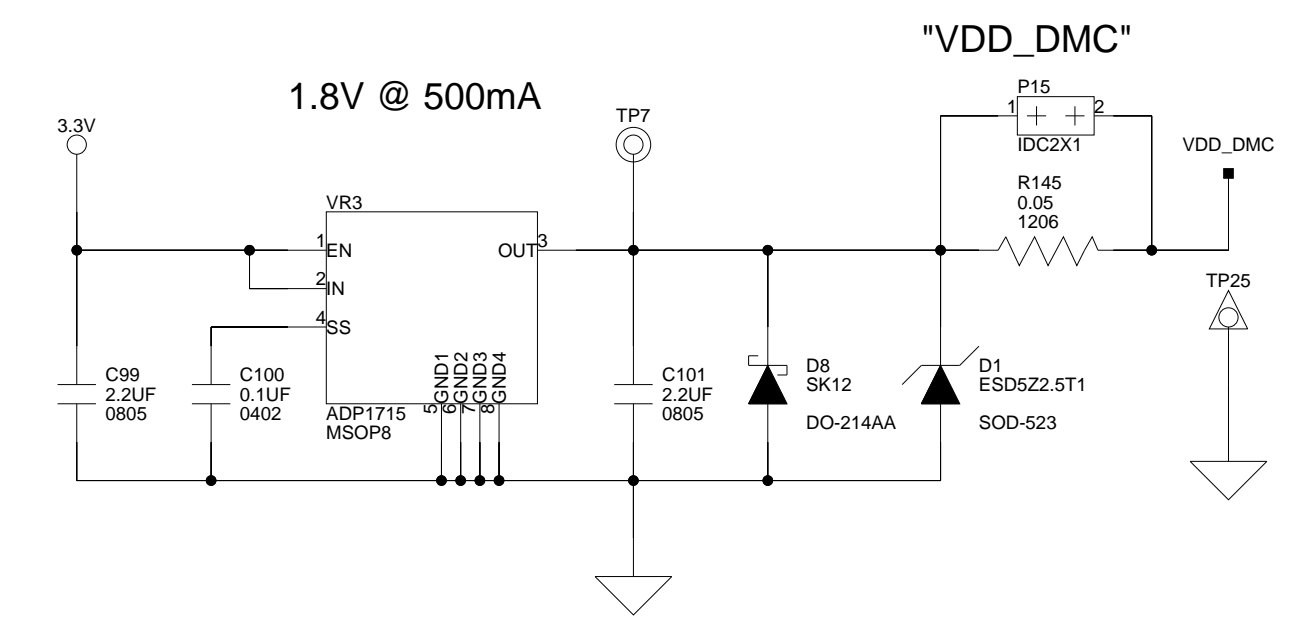 "VDD_DMC"
1.8V @ 500mA
P15
1
2
IDC2X1
3.3V
TP7
VDD_DMC
R145
0.05
1206
VR3
1
EN
OUT
3
2
IN
4
SS
TP25
C99
2.2UF
0805
C100
0.1UF
0402
GND1
GND2
GND3
GND4
5
6
7
8
ADP1715
MSOP8
C101
2.2UF
0805
D8
SK12
DO-214AA
D1
ESD5Z2.5T1
SOD-523